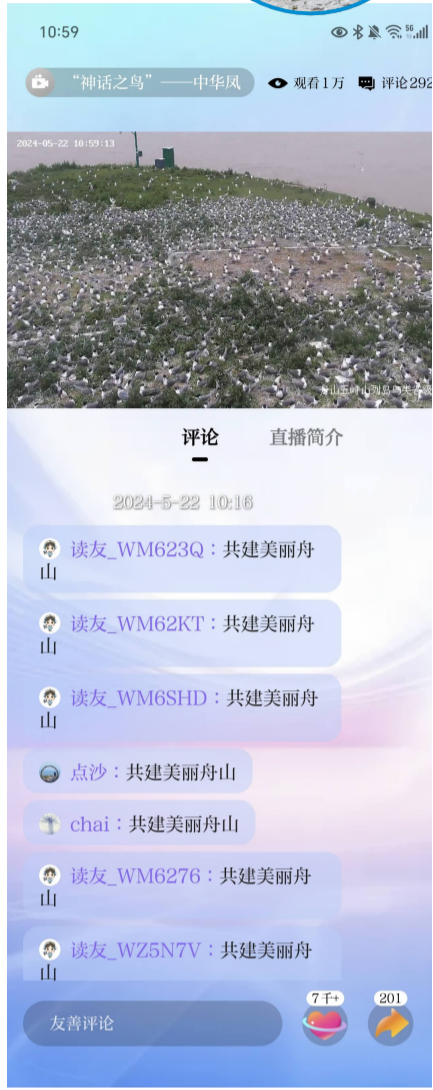 10:59
5G
“神话之鸟”——中华凤
观看1万
评论292
2024-05-22 10:59:13
评论
直播简介
2024-5-22 10:16
读友_WM623Q：共建美丽舟
山
读友_WM62KT：共建美丽舟
山
读友_WM6SHD：共建美丽舟
山
点沙：共建美丽舟山
chai：共建美丽舟山
读友_WM6276：共建美丽舟
山
读友_WZ5N7V：共建美丽舟
山
友善评论
7千+
201